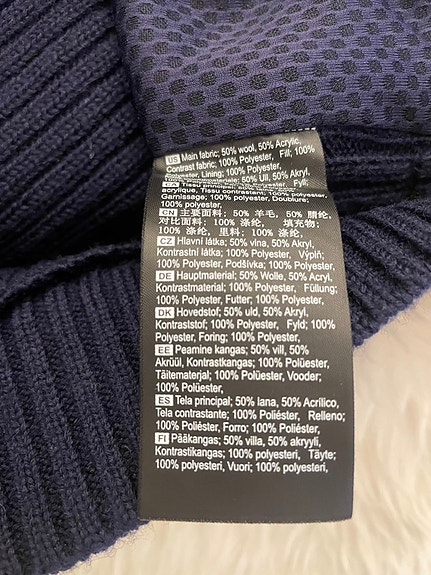 US Main fabric; 50% wool, 50% Acrylic,
Contrast fabric; 100% Polyester, Fill; 100%
Polyester, Lining; 100% Polyester,
50% Ull, 50% Akryl,
CA Tissu principal; Fyll;
acrylique, Tissu contrastant; 100% polyester,
Garnissage; 100% Polyester, Doublure;
100% polyester,
CN 主要面料; 50% 羊毛, 50% 腈纶,
对比面料; 100% 涤纶, 填充物;
100% 涤纶, 里料; 100% 涤纶,
CZ Hlavní látka; 50% vlna, 50% Akryl,
Kontrastní látka; 100% Polyester, Výplň;
100% Polyester, Podšívka; 100% Polyester,
DE Hauptmaterial; 50% Wolle, 50% Acryl,
Kontrastmaterial; 100% Polyester, Füllung;
100% Polyester, Futter; 100% Polyester,
DK Hovedstof; 50% uld, 50% Akryl,
Kontraststof; 100% Polyester, Fyld; 100%
Polyester, Foring; 100% Polyester,
EE Peamine kangas; 50% vill, 50%
Akrüül, Kontrastkangas; 100% Polüester,
Täitematerjal; 100% Polüester, Vooder;
100% Polüester,
ES Tela principal; 50% lana, 50% Acrílico,
Tela contrastante; 100% Poliéster, Relleno;
100% Poliéster, Forro; 100% Poliéster,
FI Pääkangas; 50% villa, 50% akryyli,
Kontrastikangas; 100% polyesteri, Täyte;
100% polyesteri, Vuori; 100% polyesteri,